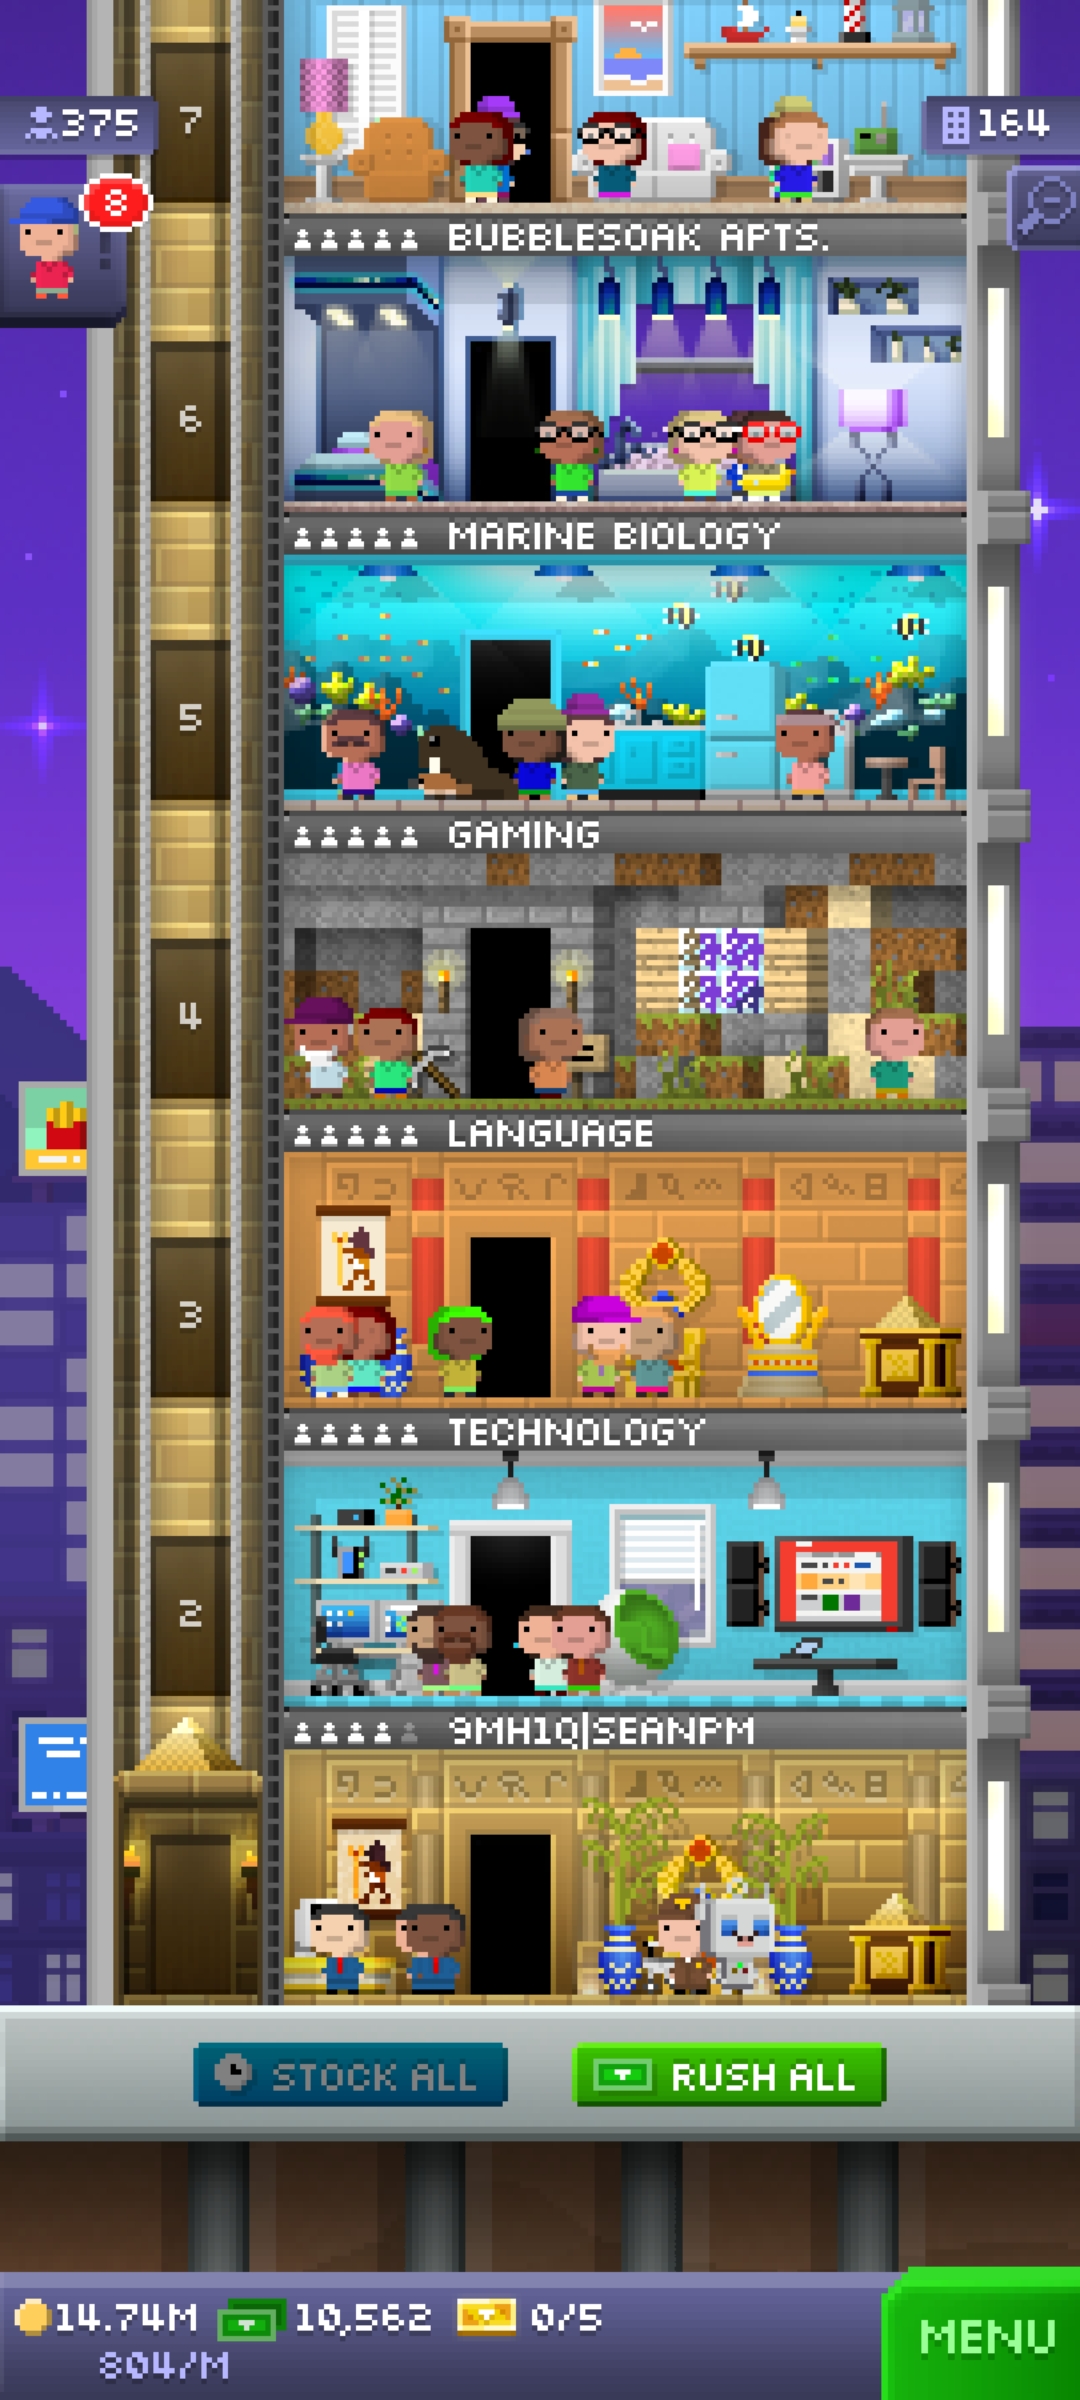 7
375
164
8
BUBBLESOAK APTS.
6
MARINE BIOLOGY
5
GAMING
4
LANGUAGE
3
TECHNOLOGY
2
9MH1Q|SEANPM
STOCK ALL
RUSH ALL
14.74M
10,562
0/5
804/M
MENU